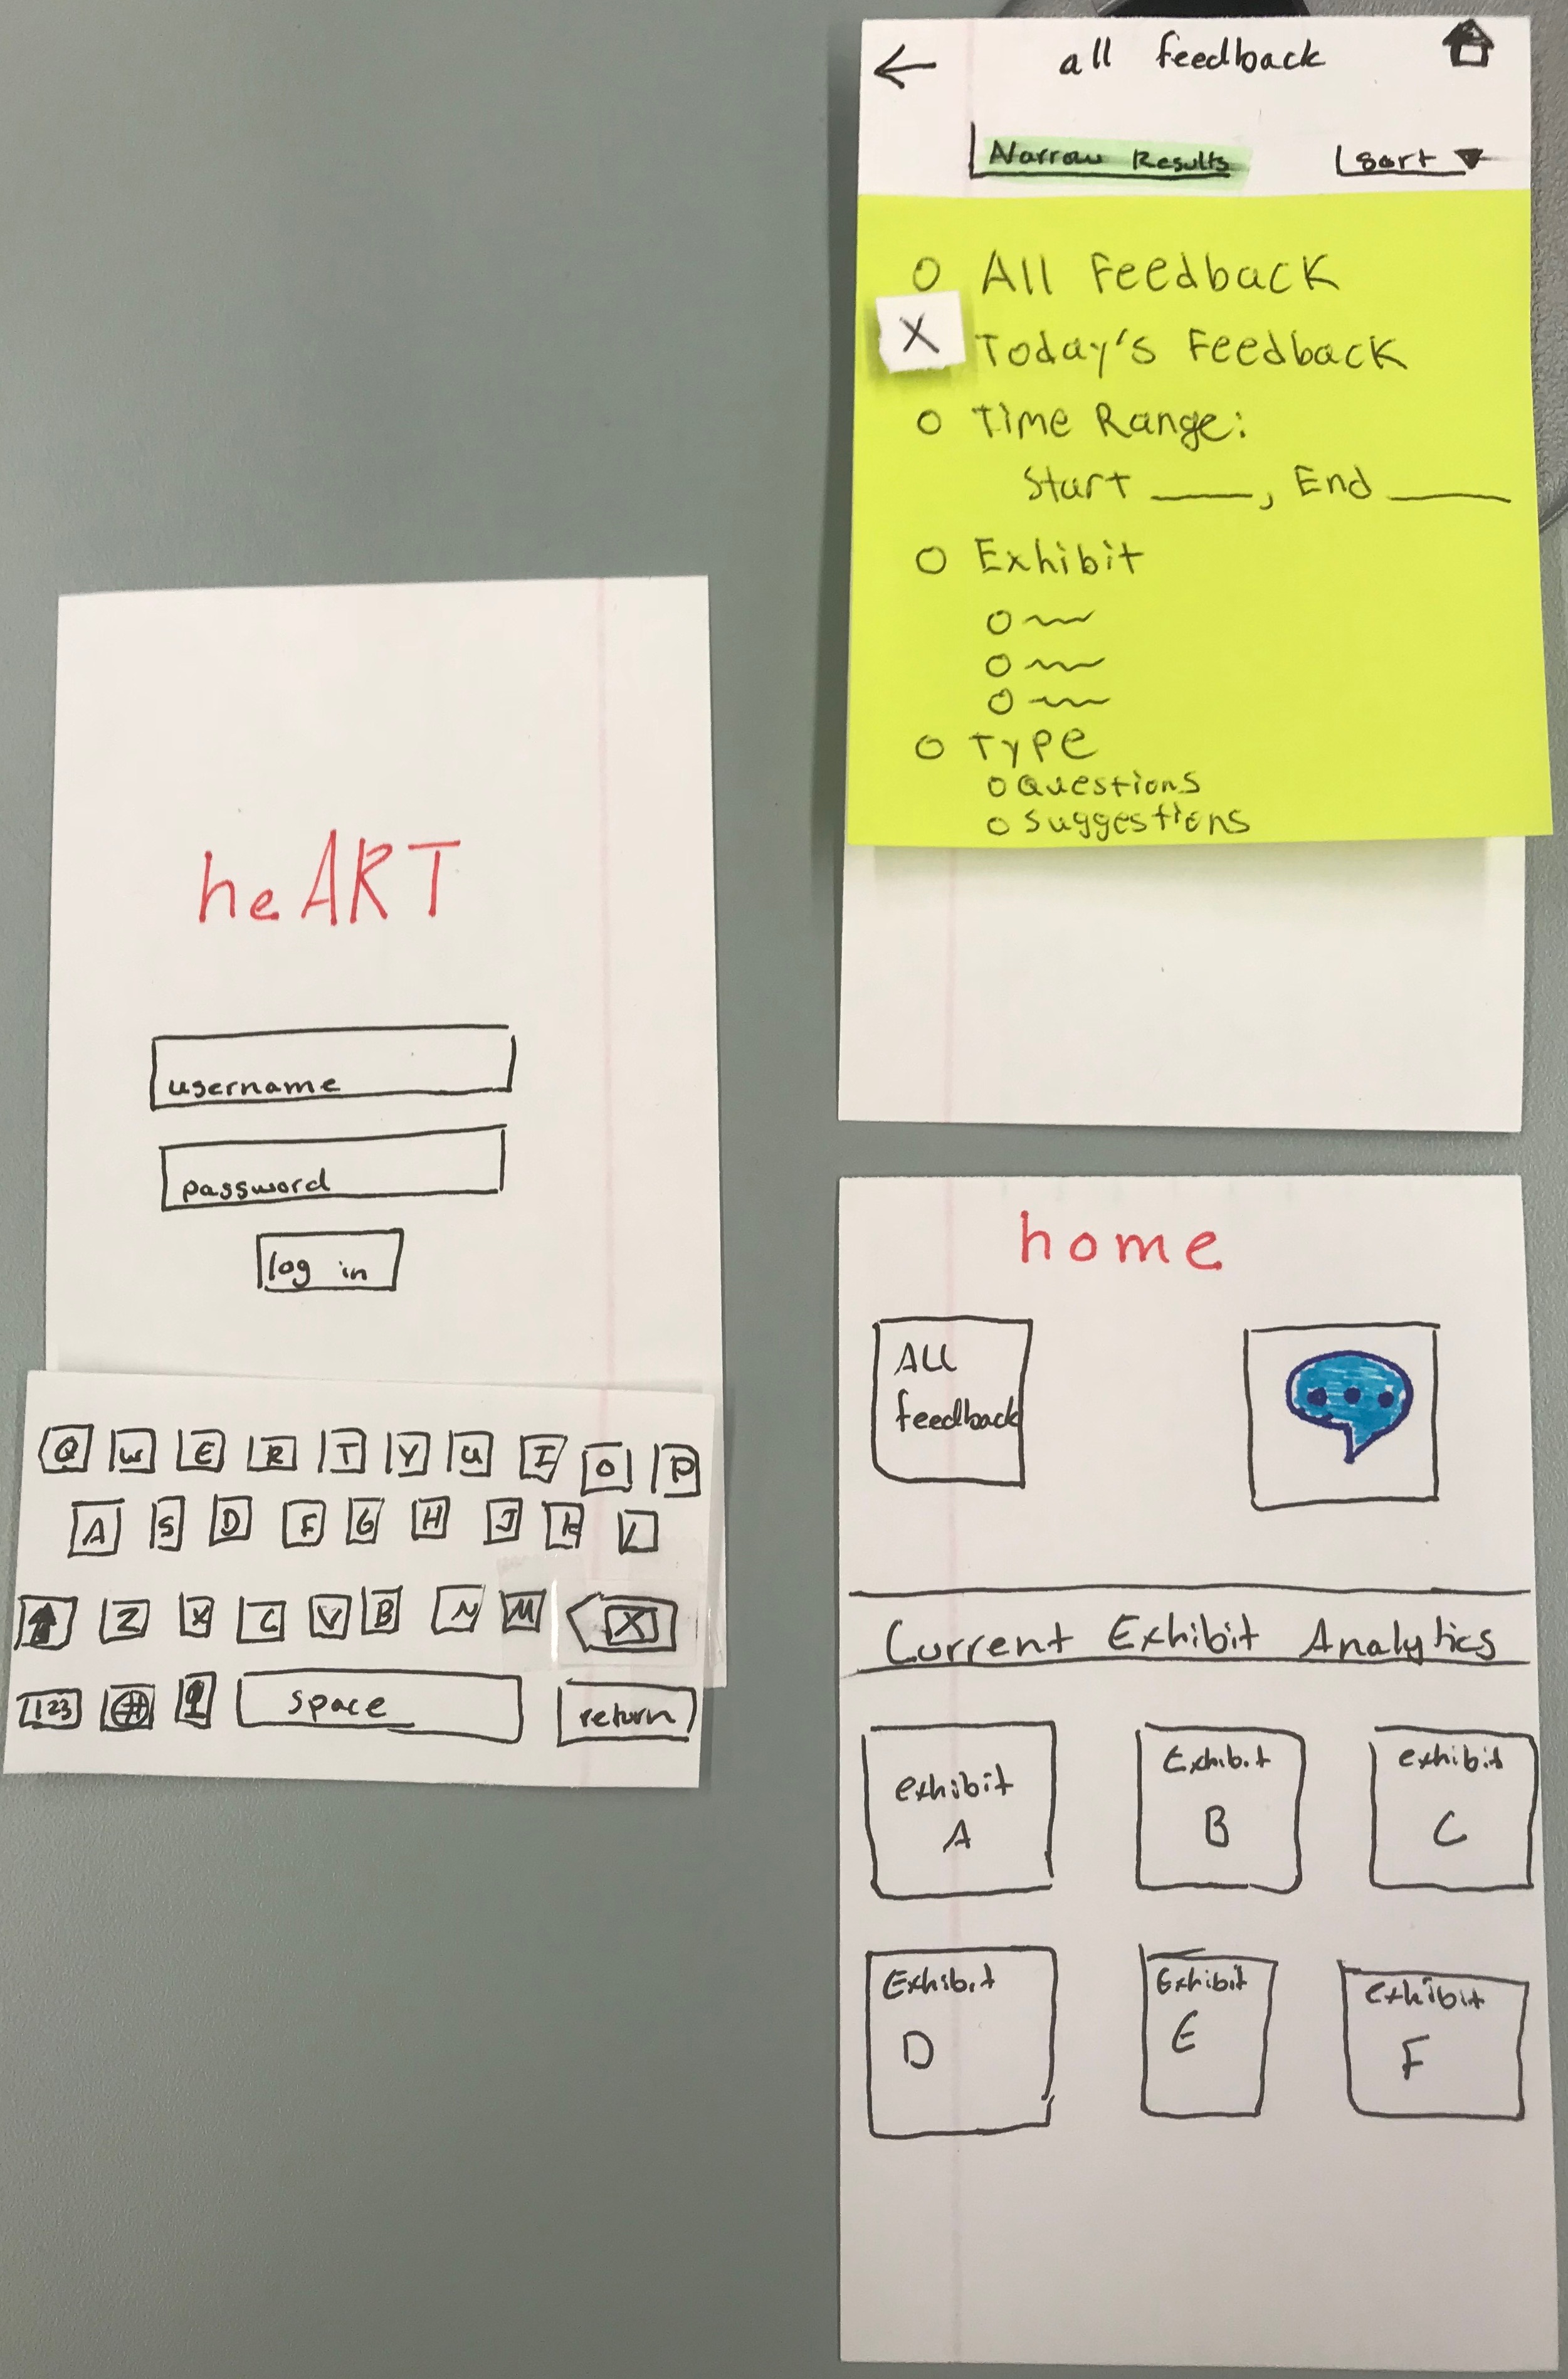 heART
username
password
log in
Q W E R T Y U I O P
A S D F G H J K L
Z X C V B N M X
123 space return
all feedback
Narrow Results sort
All Feedback
X Today's Feedback
Time Range:
Start ____, End ____
Exhibit
Type
Questions
Suggestions
home
All
feedback
Current Exhibit Analytics
exhibit
A
Exhibit
B
exhibit
C
Exhibit
D
Exhibit
E
exhibit
F